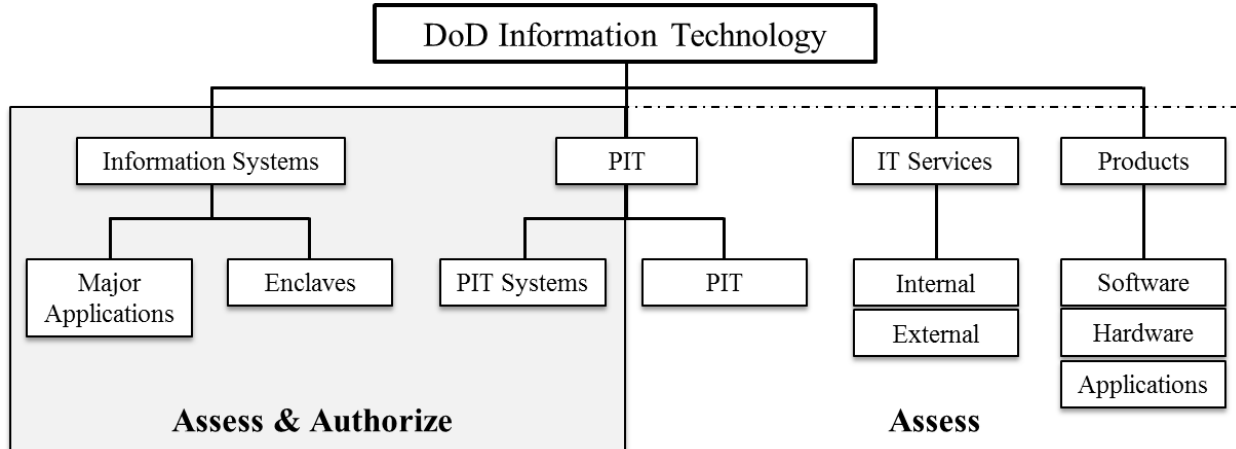 DoD Information Technology
Information Systems
PIT
IT Services
Products
Major
Applications
Enclaves
PIT Systems
PIT
Internal
External
Software
Hardware
Applications
Assess & Authorize
Assess